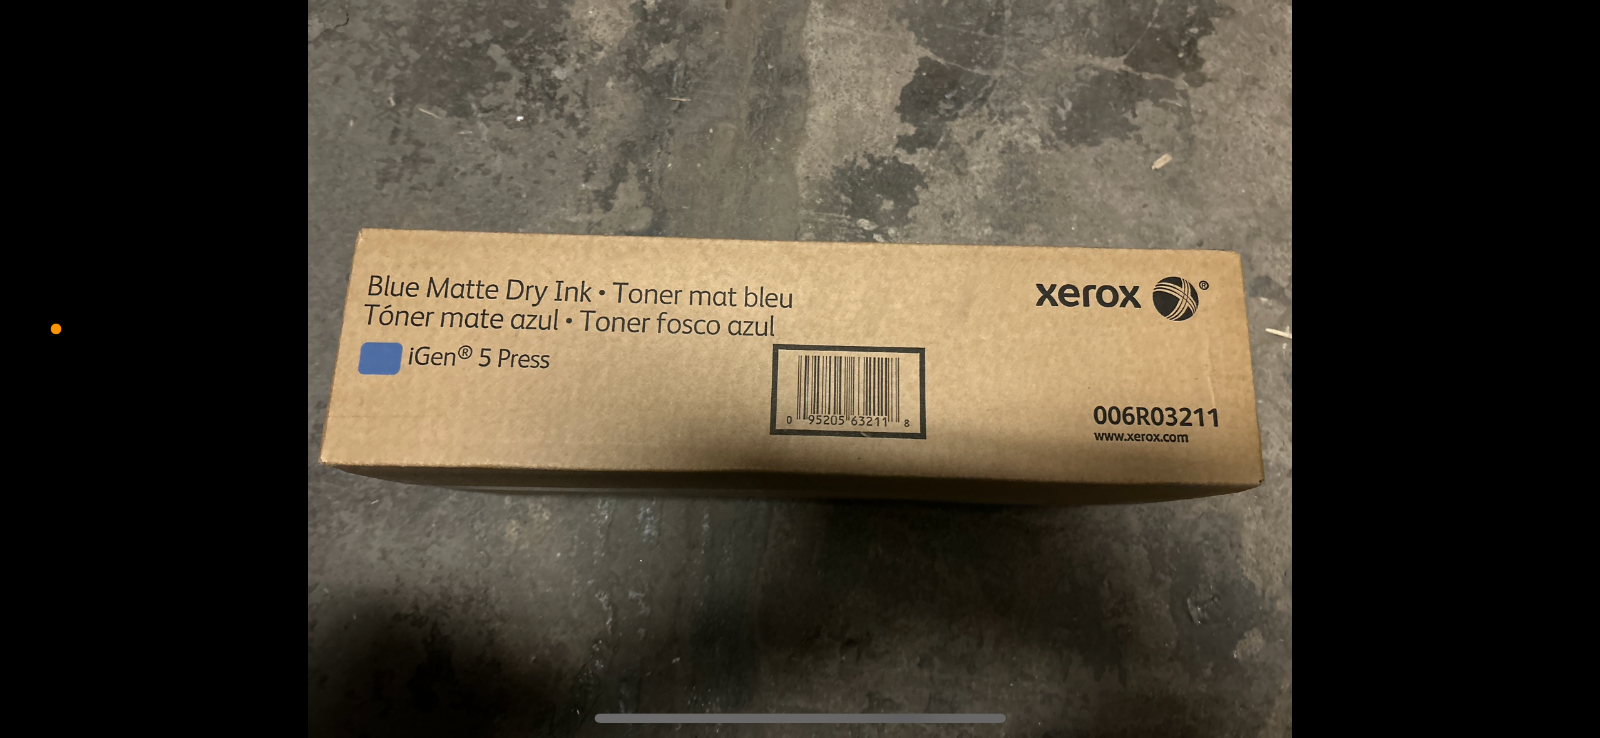 Blue Matte Dry Ink • Toner mat bleu
Tóner mate azul • Toner fosco azul
iGen® 5 Press
xerox ®
0 95205 63211 8
006R03211
www.xerox.com